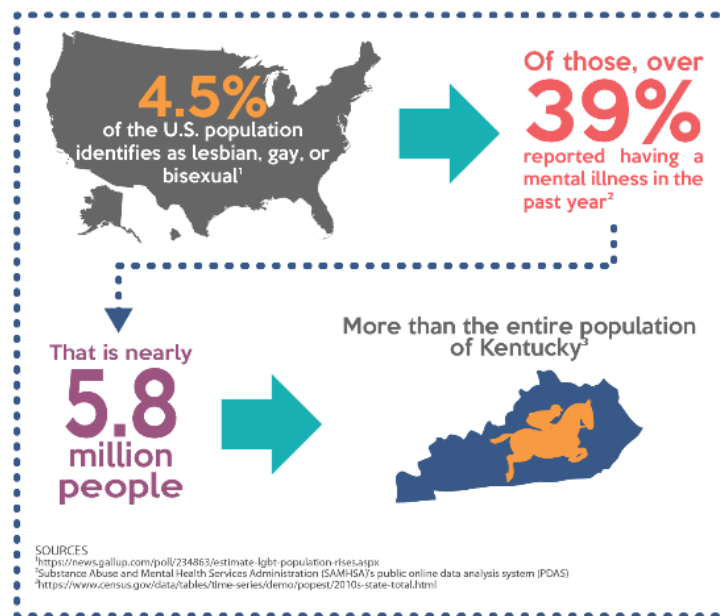 4.5%
of the U.S. population
identifies as lesbian, gay, or
bisexual¹
Of those, over
39%
reported having a
mental illness in the
past year²
That is nearly
5.8
million
people
More than the entire population
of Kentucky³
SOURCES
¹https://news.gallup.com/poll/234863/estimate-lgbt-population-rises.aspx
²Substance Abuse and Mental Health Services Administration (SAMHSA)'s public online data analysis system (PDAS)
³https://www.census.gov/data/tables/time-series/demo/popest/2010s-state-total.html